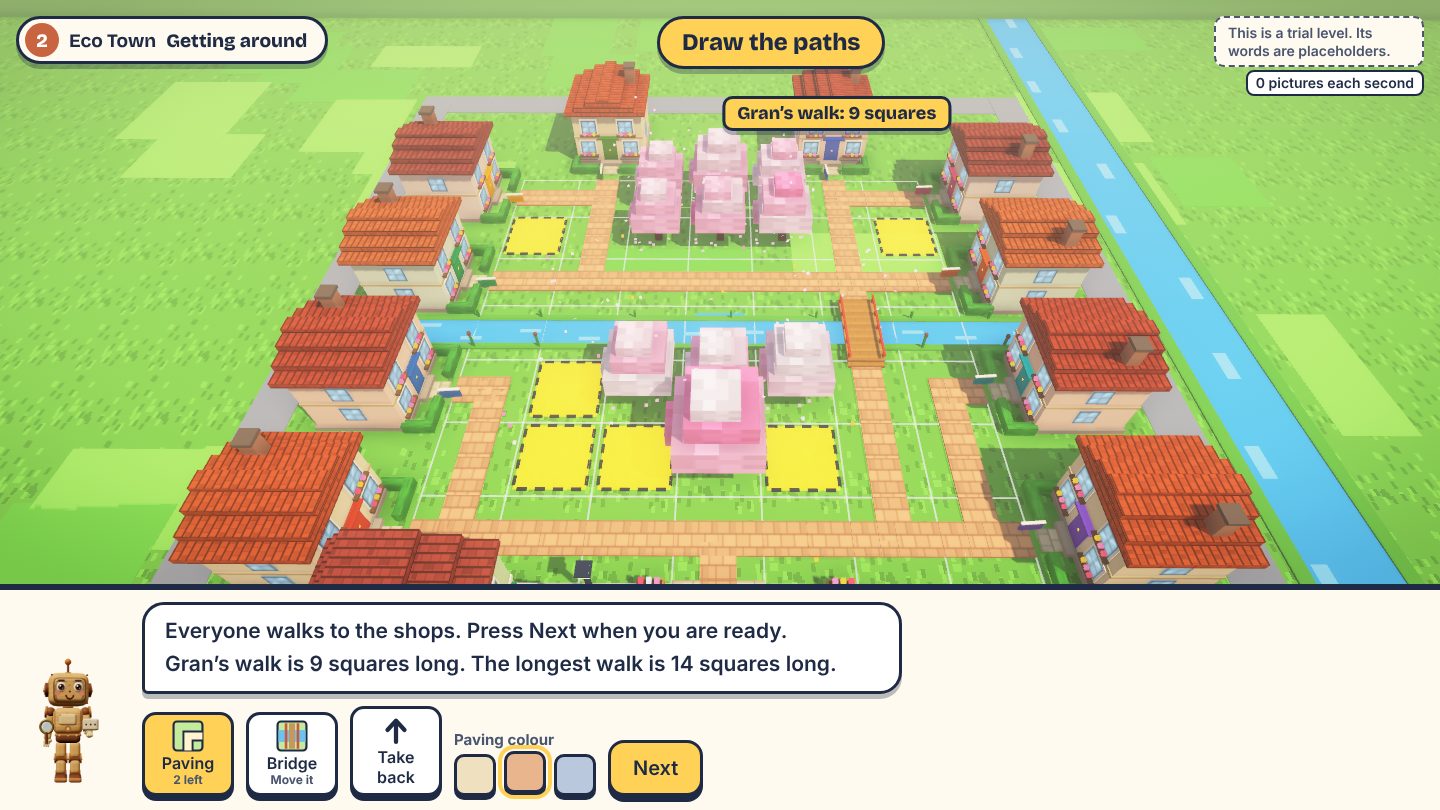 2 Eco Town Getting around
Draw the paths
This is a trial level. Its
words are placeholders.
0 pictures each second
Gran’s walk: 9 squares
Everyone walks to the shops. Press Next when you are ready.
Gran’s walk is 9 squares long. The longest walk is 14 squares long.
Paving
2 left
Bridge
Move it
Take
back
Paving colour
Next